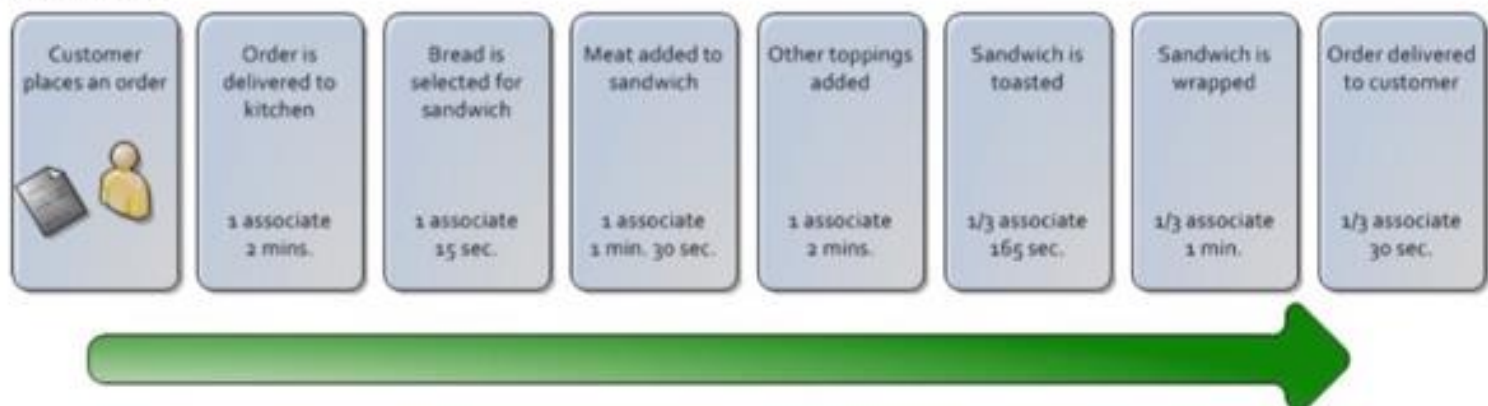 Customer
places an order
Order is
delivered to
kitchen
1 associate
2 mins.
Bread is
selected for
sandwich
1 associate
15 sec.
Meat added to
sandwich
1 associate
1 min. 30 sec.
Other toppings
added
1 associate
2 mins.
Sandwich is
toasted
1/3 associate
165 sec.
Sandwich is
wrapped
1/3 associate
1 min.
Order delivered
to customer
1/3 associate
30 sec.